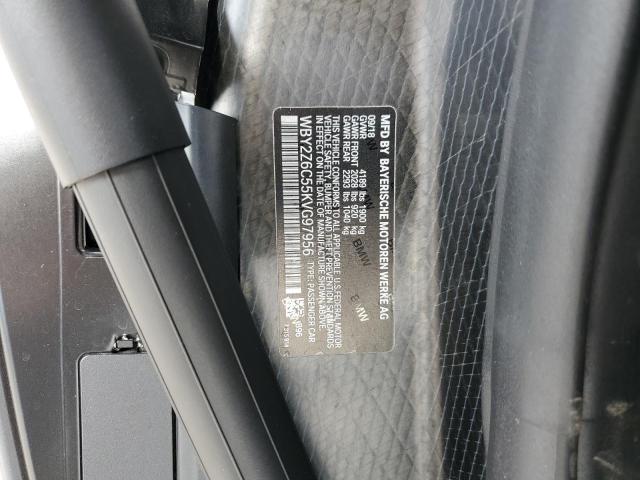 MFD BY BAYERISCHE MOTOREN WERKE AG
09/18
GVWR 4189 lbs 1900 kg
GAWR FRONT 2028 lbs 920 kg
GAWR REAR 2293 lbs 1040 kg
THIS VEHICLE CONFORMS TO ALL APPLICABLE U.S. FEDERAL MOTOR
VEHICLE SAFETY, BUMPER AND THEFT PREVENTION STANDARDS
IN EFFECT ON THE DATE OF MANUFACTURE SHOWN ABOVE.
WBY2Z6C55KVG97956 TYPE: PASSENGER CAR
BMW
BMW